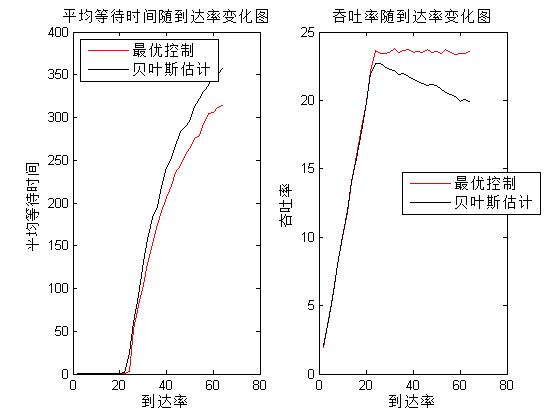 平均等待时间随到达率变化图
400
350
300
250
200
150
100
50
0
0 20 40 60 80
到达率
平均等待时间
最优控制
贝叶斯估计
吞吐率随到达率变化图
25
20
15
10
5
0
0 20 40 60 80
到达率
吞吐率
最优控制
贝叶斯估计